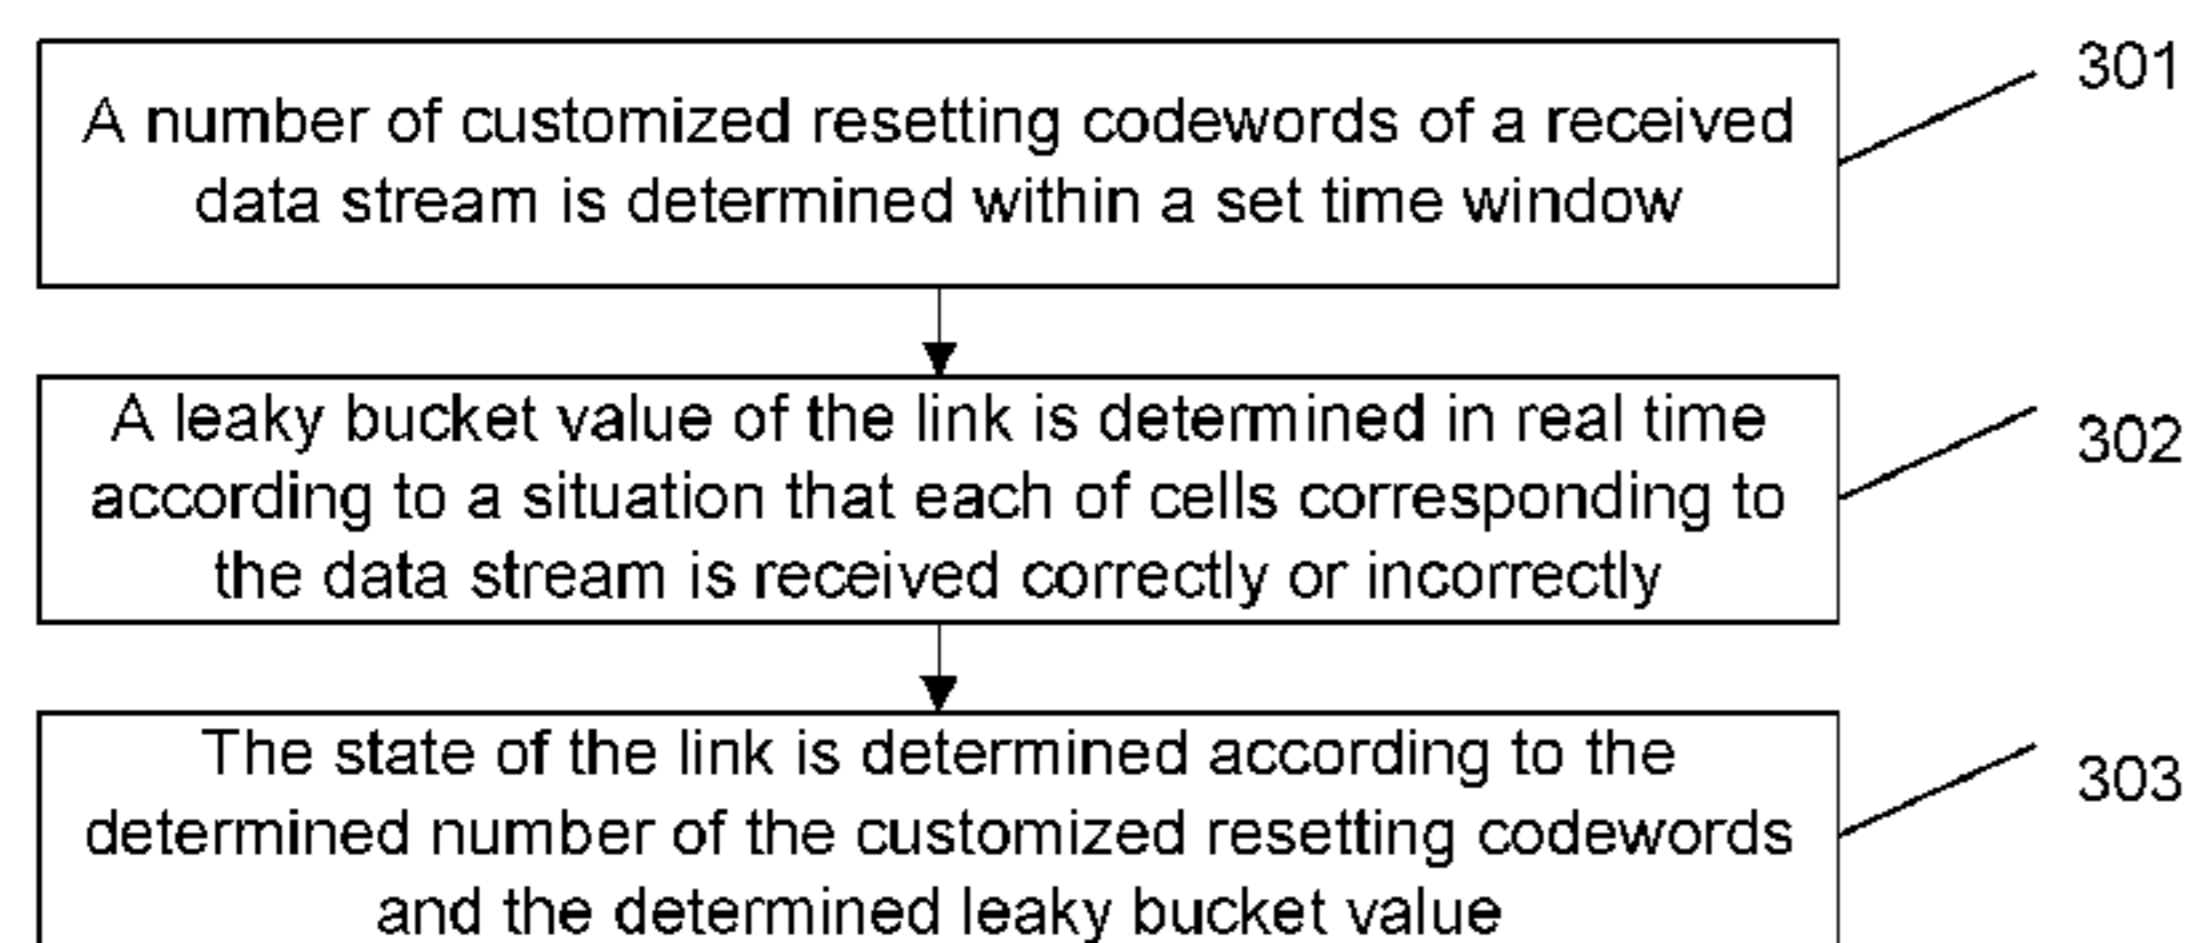 A number of customized resetting codewords of a received
data stream is determined within a set time window
301
A leaky bucket value of the link is determined in real time
according to a situation that each of cells corresponding to
the data stream is received correctly or incorrectly
302
The state of the link is determined according to the
determined number of the customized resetting codewords
and the determined leaky bucket value
303